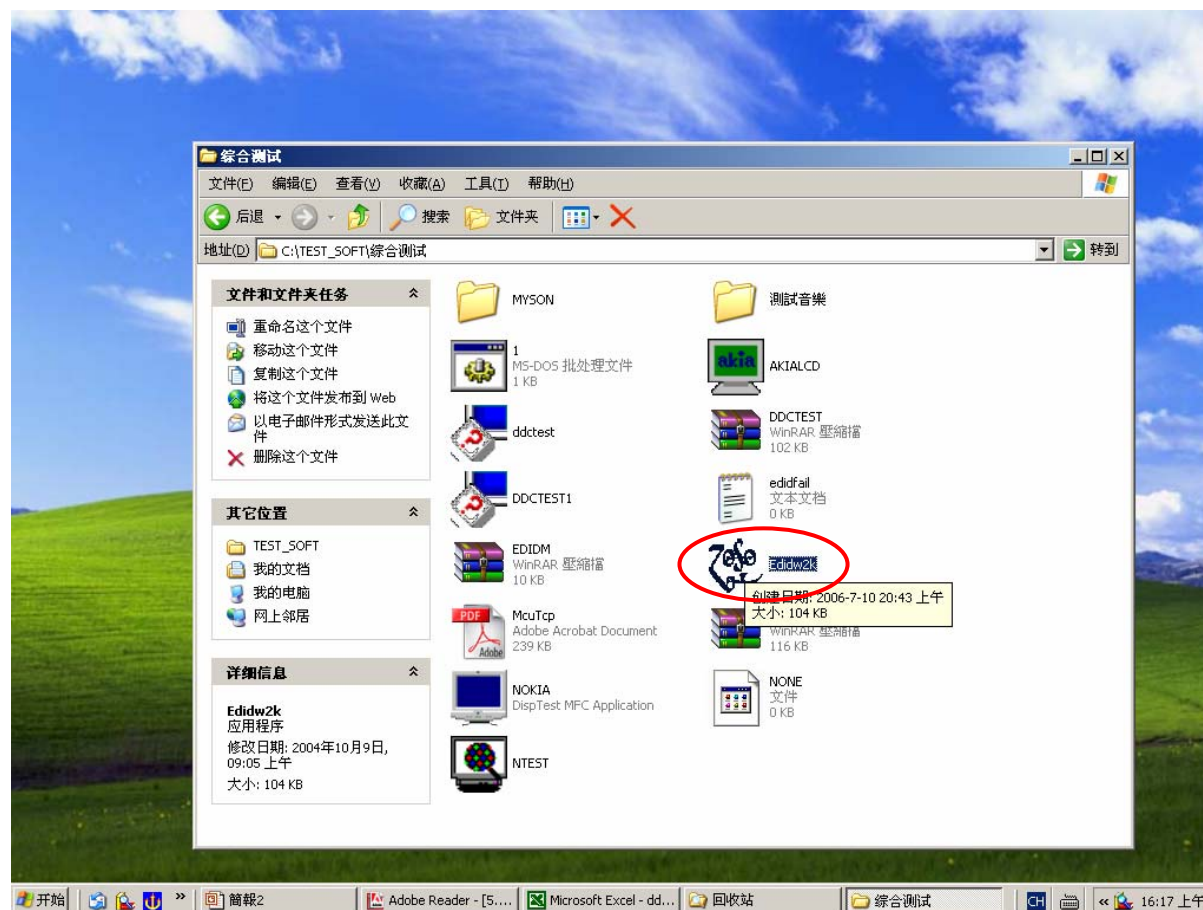 综合测试
文件(F) 编辑(E) 查看(V) 收藏(A) 工具(T) 帮助(H)
后退 搜索 文件夹
地址(D) C:\TEST_SOFT\综合测试 转到
文件和文件夹任务
重命名这个文件
移动这个文件
复制这个文件
将这个文件发布到 Web
以电子邮件形式发送此文
件
删除这个文件
其它位置
TEST_SOFT
我的文档
我的电脑
网上邻居
详细信息
Edidw2k
应用程序
修改日期: 2004年10月9日,
09:05 上午
大小: 104 KB
MYSON
測試音樂
1
MS-DOS 批处理文件
1 KB
akia
AKIALCD
ddctest
DDCTEST
WinRAR 壓縮檔
102 KB
DDCTEST1
edidfail
文本文档
0 KB
EDIDM
WinRAR 壓縮檔
10 KB
Edidw2k
创建日期: 2006-7-10 20:43 上午
大小: 104 KB
PDF
Adobe
McuTcp
Adobe Acrobat Document
239 KB
WinRAR 壓縮檔
116 KB
NOKIA
DispTest MFC Application
NONE
文件
0 KB
NTEST
开始 » 簡報2 Adobe Reader - [5.... Microsoft Excel - dd... 回收站 综合测试 CH « 16:17 上午